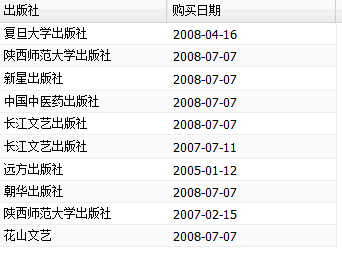 出版社 购买日期
复旦大学出版社 2008-04-16
陕西师范大学出版社 2008-07-07
新星出版社 2008-07-07
中国中医药出版社 2008-07-07
长江文艺出版社 2008-07-07
长江文艺出版社 2007-07-11
远方出版社 2005-01-12
朝华出版社 2008-07-07
陕西师范大学出版社 2007-02-15
花山文艺 2008-07-07